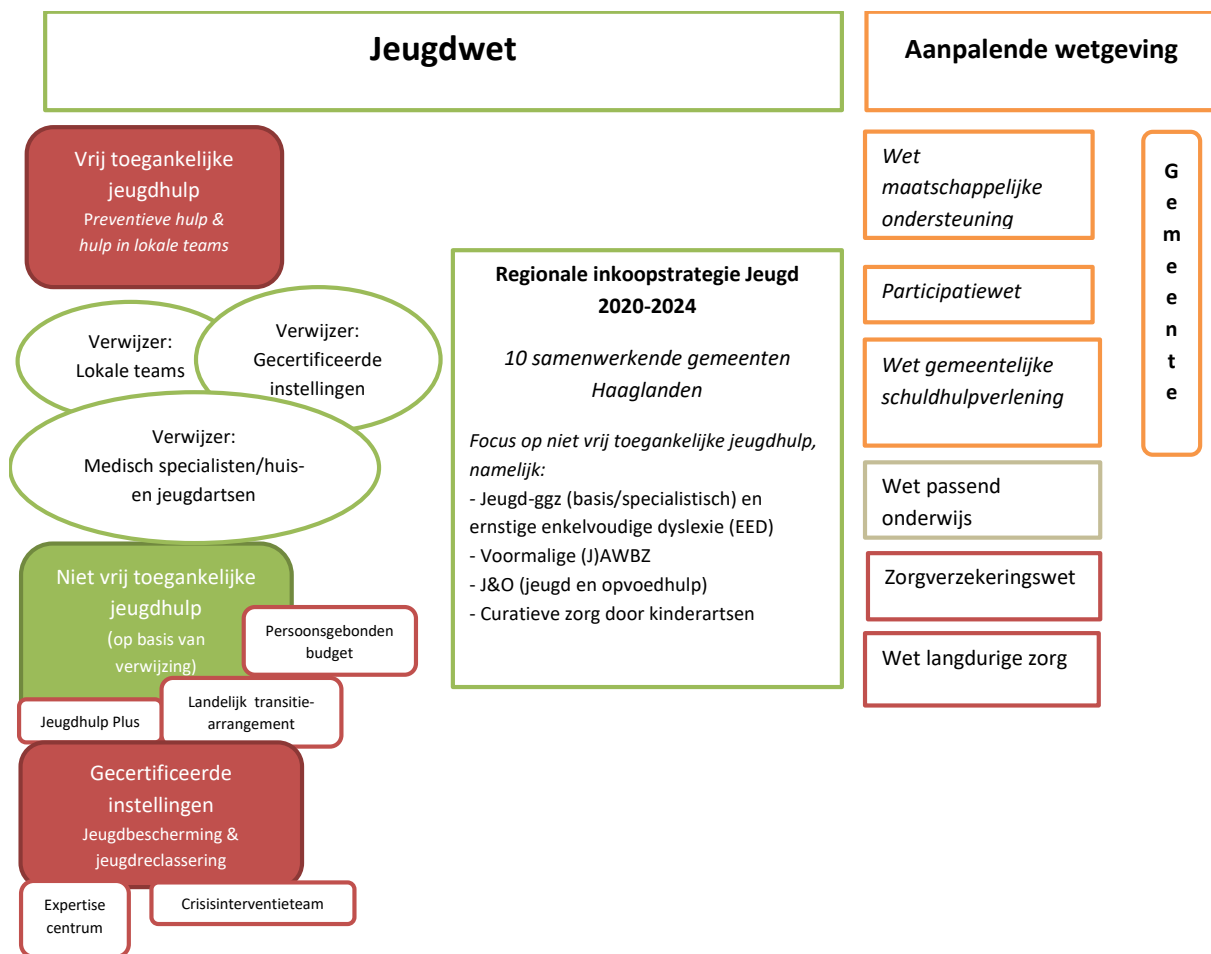 Jeugdwet
Aanpalende wetgeving
Vrij toegankelijke
jeugdhulp
Preventieve hulp &
hulp in lokale teams
Verwijzer:
Lokale teams
Verwijzer:
Gecertificeerde
instellingen
Verwijzer:
Medisch specialisten/huis-
en jeugdartsen
Niet vrij toegankelijke
jeugdhulp
(op basis van
verwijzing)
Persoonsgebonden
budget
Jeugdhulp Plus
Landelijk transitie-
arrangement
Gecertificeerde
instellingen
Jeugdbescherming &
jeugdreclassering
Expertise
centrum
Crisisinterventieteam
Regionale inkoopstrategie Jeugd
2020-2024
10 samenwerkende gemeenten
Haaglanden
Focus op niet vrij toegankelijke jeugdhulp,
namelijk:
- Jeugd-ggz (basis/specialistisch) en
ernstige enkelvoudige dyslexie (EED)
- Voormalige (J)AWBZ
- J&O (jeugd en opvoedhulp)
- Curatieve zorg door kinderartsen
Wet
maatschappelijke
ondersteuning
Participatiewet
Wet gemeentelijke
schuldhulpverlening
Wet passend
onderwijs
Zorgverzekeringswet
Wet langdurige zorg
G
e
m
e
e
n
t
e